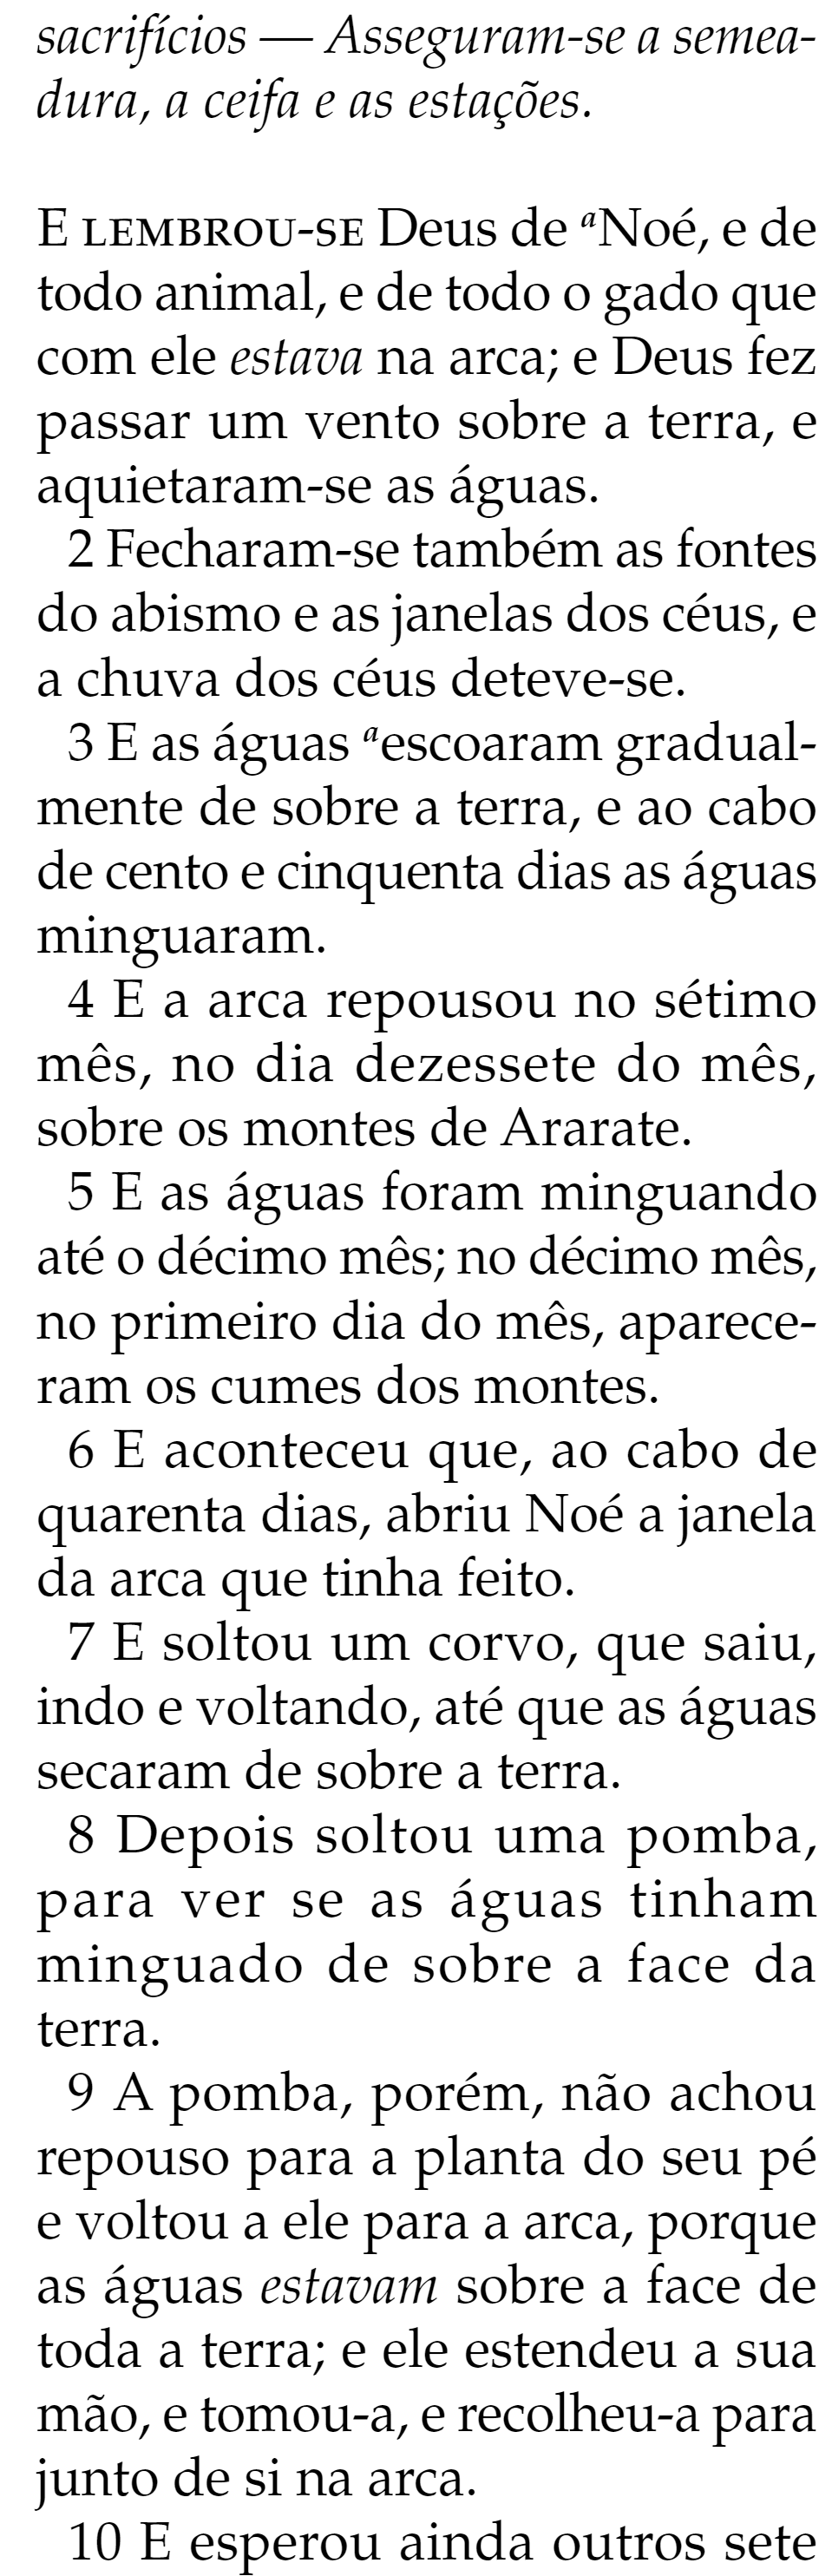 sacrifícios — Asseguram-se a semea-
dura, a ceifa e as estações.
E LEMBROU-SE Deus de ᵃNoé, e de
todo animal, e de todo o gado que
com ele estava na arca; e Deus fez
passar um vento sobre a terra, e
aquietaram-se as águas.
2 Fecharam-se também as fontes
do abismo e as janelas dos céus, e
a chuva dos céus deteve-se.
3 E as águas ᵃescoaram gradual-
mente de sobre a terra, e ao cabo
de cento e cinquenta dias as águas
minguaram.
4 E a arca repousou no sétimo
mês, no dia dezessete do mês,
sobre os montes de Ararate.
5 E as águas foram minguando
até o décimo mês; no décimo mês,
no primeiro dia do mês, aparece-
ram os cumes dos montes.
6 E aconteceu que, ao cabo de
quarenta dias, abriu Noé a janela
da arca que tinha feito.
7 E soltou um corvo, que saiu,
indo e voltando, até que as águas
secaram de sobre a terra.
8 Depois soltou uma pomba,
para ver se as águas tinham
minguado de sobre a face da
terra.
9 A pomba, porém, não achou
repouso para a planta do seu pé
e voltou a ele para a arca, porque
as águas estavam sobre a face de
toda a terra; e ele estendeu a sua
mão, e tomou-a, e recolheu-a para
junto de si na arca.
10 E esperou ainda outros sete